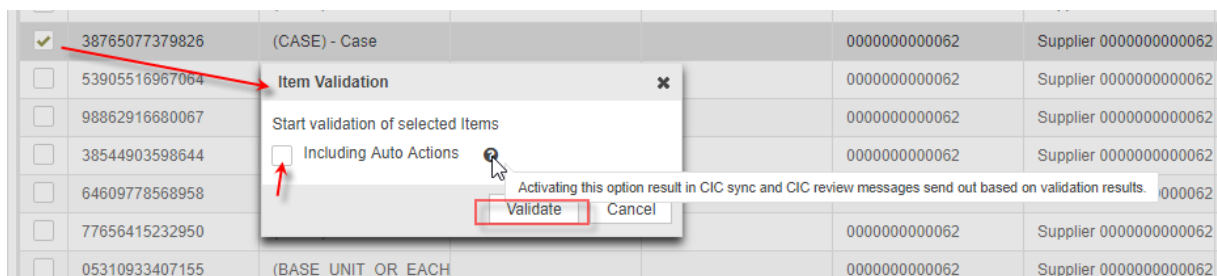 38765077379826 (CASE) - Case 0000000000062 Supplier 0000000000062
53905516967064 0000000000062 Supplier 0000000000062
Item Validation
98862916680067 0000000000062 Supplier 0000000000062
Start validation of selected Items
38544903598644 0000000000062 Supplier 0000000000062
Including Auto Actions
Activating this option result in CIC sync and CIC review messages send out based on validation results.
64609778568958
Validate Cancel
77656415232950 0000000000062 Supplier 0000000000062
05310933407155 (BASE_UNIT_OR_EACH 0000000000062 Supplier 0000000000062